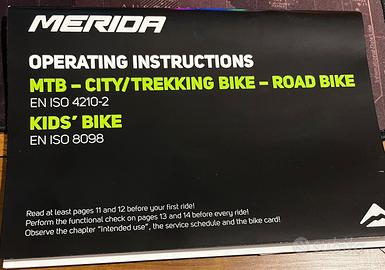 MERIDA
OPERATING INSTRUCTIONS
MTB – CITY/TREKKING BIKE – ROAD BIKE
EN ISO 4210-2
KIDS’ BIKE
EN ISO 8098
Read at least pages 11 and 12 before your first ride!
Perform the functional check on pages 13 and 14 before every ride!
Observe the chapter “Intended use”, the service schedule and the bike card!